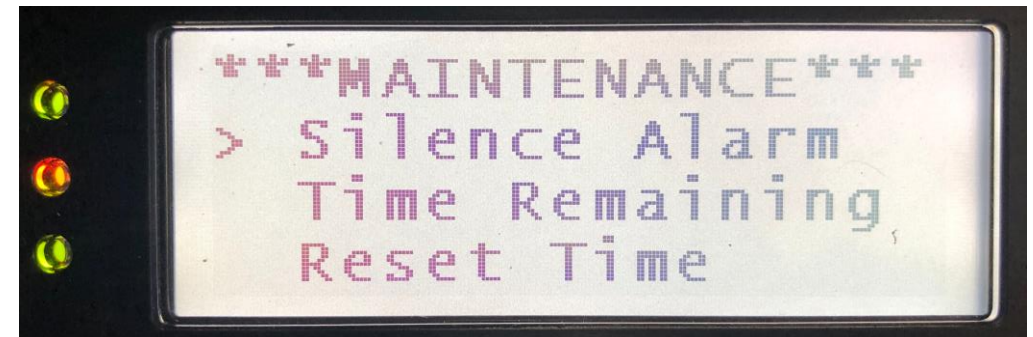 ***MAINTENANCE***
> Silence Alarm
Time Remaining
Reset Time